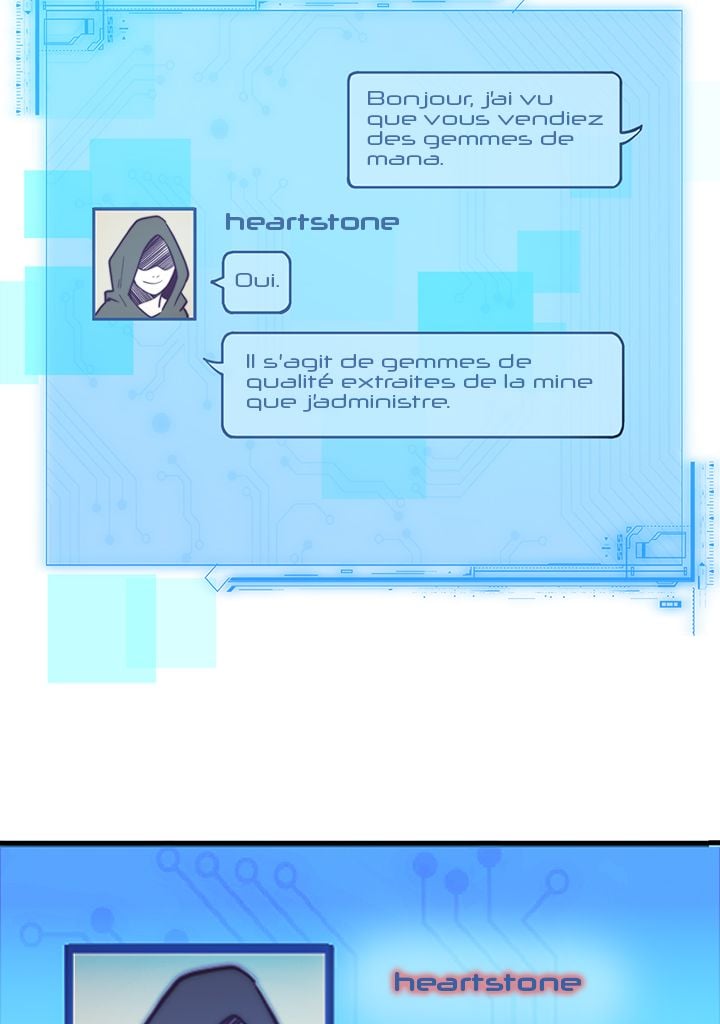 Bonjour, j'ai vu
que vous vendiez
des gemmes de
mana.
heartstone
Oui.
Il s'agit de gemmes de
qualité extraites de la mine
que j'administre.
heartstone